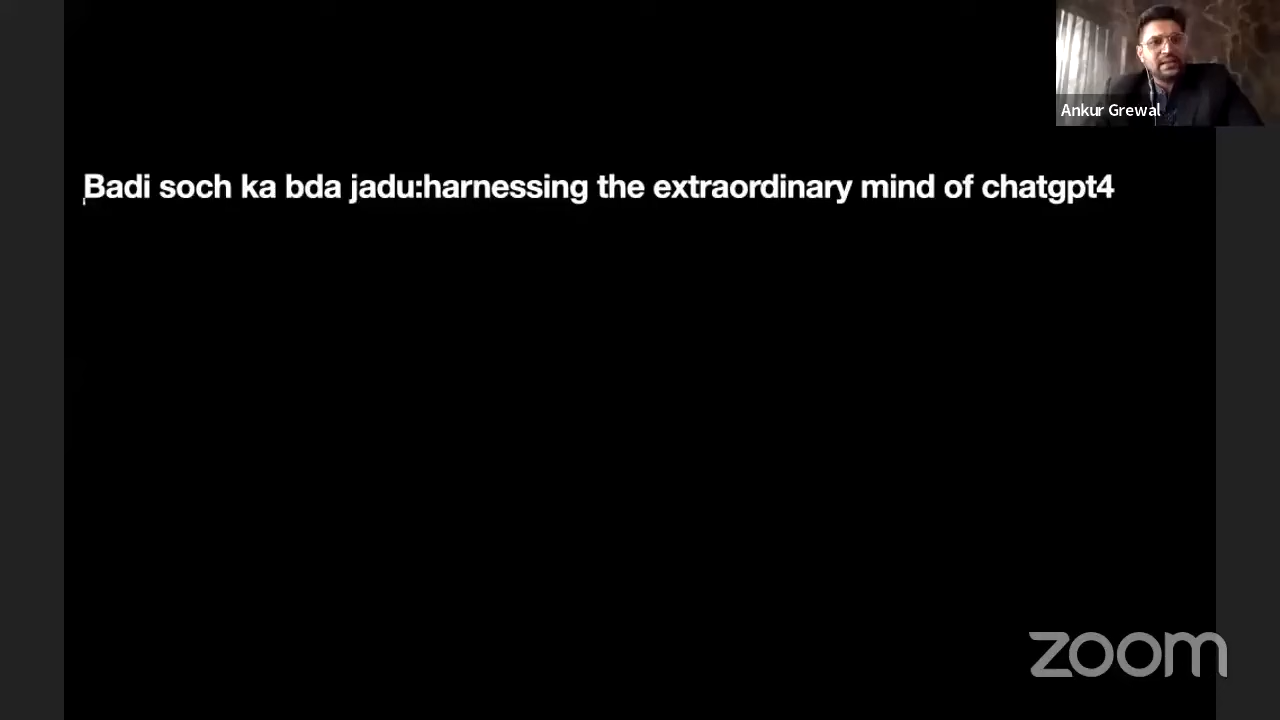 Ankur Grewal
Badi soch ka bda jadu:harnessing the extraordinary mind of chatgpt4
zoom